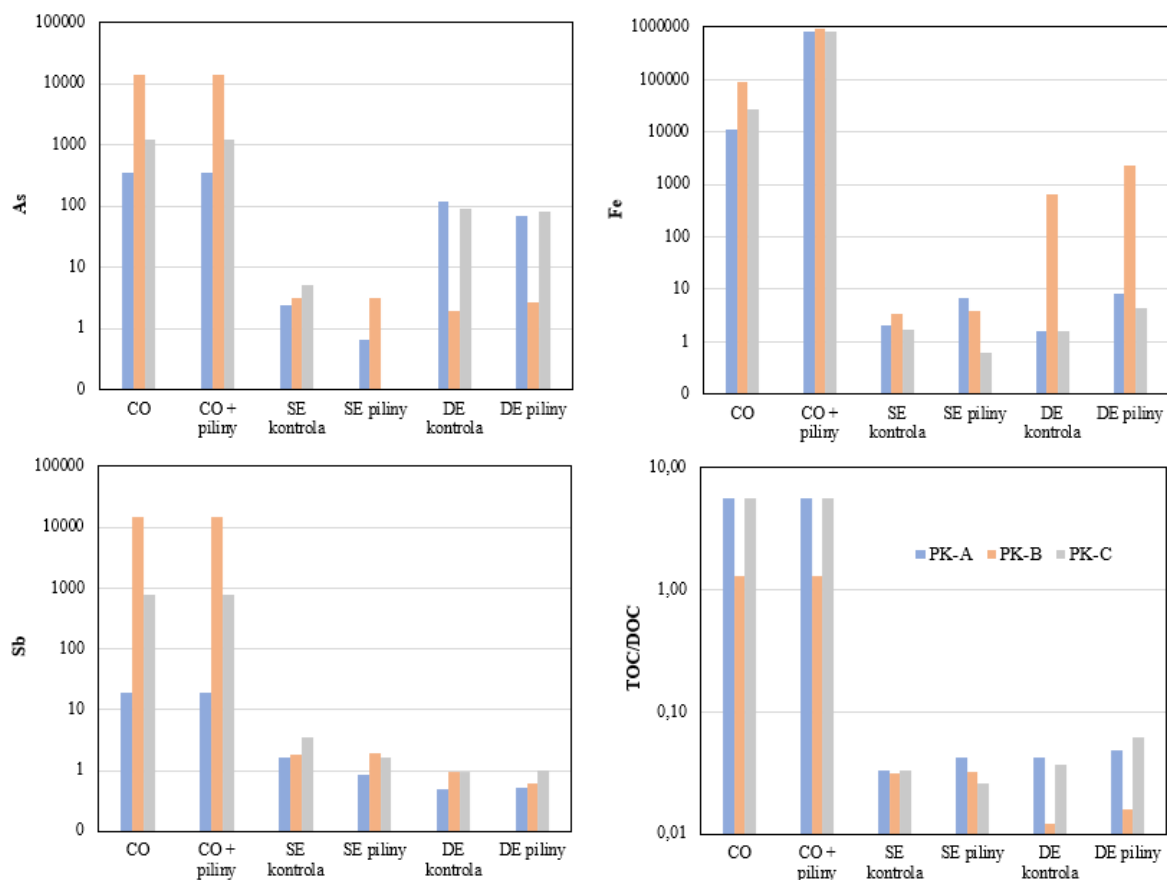 100000
10000
1000
100
10
1
0
As
CO
CO +
piliny
SE
kontrola
SE piliny
DE
kontrola
DE piliny
1000000
100000
10000
1000
100
10
1
0
Fe
CO
CO +
piliny
SE
kontrola
SE piliny
DE
kontrola
DE piliny
100000
10000
1000
100
10
1
0
Sb
CO
CO +
piliny
SE
kontrola
SE piliny
DE
kontrola
DE piliny
10,00
1,00
0,10
0,01
TOC/DOC
PK-A PK-B PK-C
CO
CO +
piliny
SE
kontrola
SE piliny
DE
kontrola
DE piliny